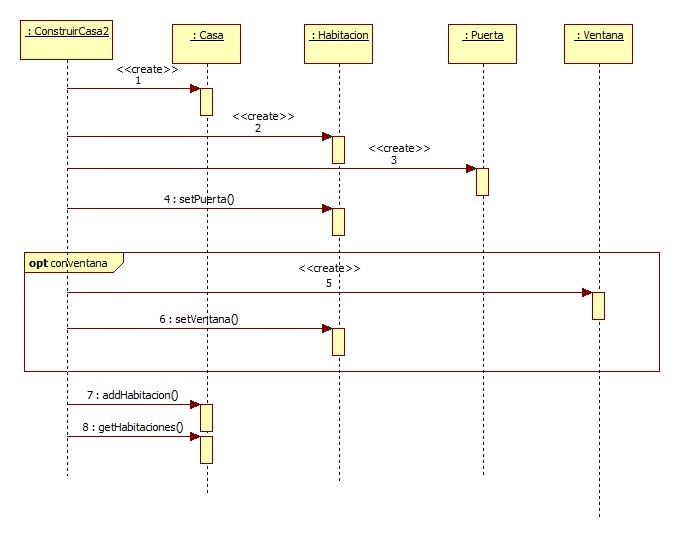 : ConstruirCasa2
: Casa
: Habitacion
: Puerta
: Ventana
<<create>>
1
<<create>>
2
<<create>>
3
4 : setPuerta()
opt conventana
<<create>>
5
6 : setVentana()
7 : addHabitacion()
8 : getHabitaciones()